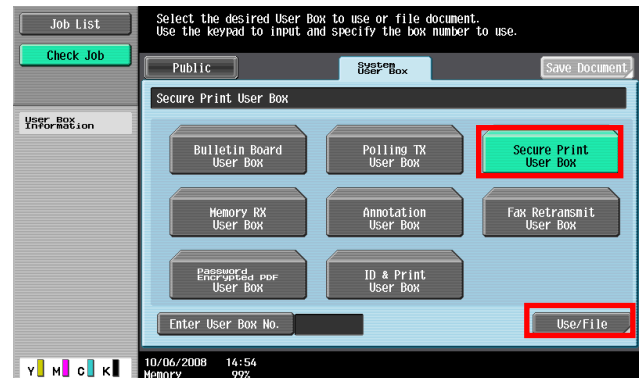 Job List
Select the desired User Box to use or file document.
Use the keypad to input and specify the box number to use.
Check Job
Public
System
User Box
Save Document
Secure Print User Box
User Box
Information
Bulletin Board
User Box
Polling TX
User Box
Secure Print
User Box
Memory RX
User Box
Annotation
User Box
Fax Retransmit
User Box
Password
Encrypted PDF
User Box
ID & Print
User Box
Enter User Box No.
Use/File
Y M C K
10/06/2008 14:54
Memory 99%